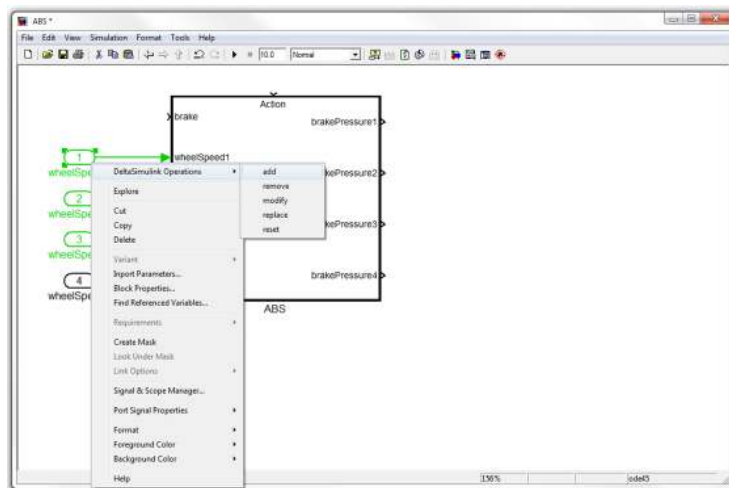 ABS *
File Edit View Simulation Format Tools Help
10.0 Normal
Action
brake
brakePressure1
1
wheelSpeed1
wheelSpe
DeltaSimulink Operations
add
kePressure2
remove
Explore
modify
2
replace
wheelSpe
Cut
Copy
kePressure3
reset
3
Delete
wheelSpe
Variant
Import Parameters...
brakePressure4
4
Block Properties...
wheelSpe
Find Referenced Variables...
ABS
Requirements
Create Mask
Look Under Mask
Link Options
Signal & Scope Manager...
Port Signal Properties
Format
Foreground Color
Background Color
Help
156% ode45